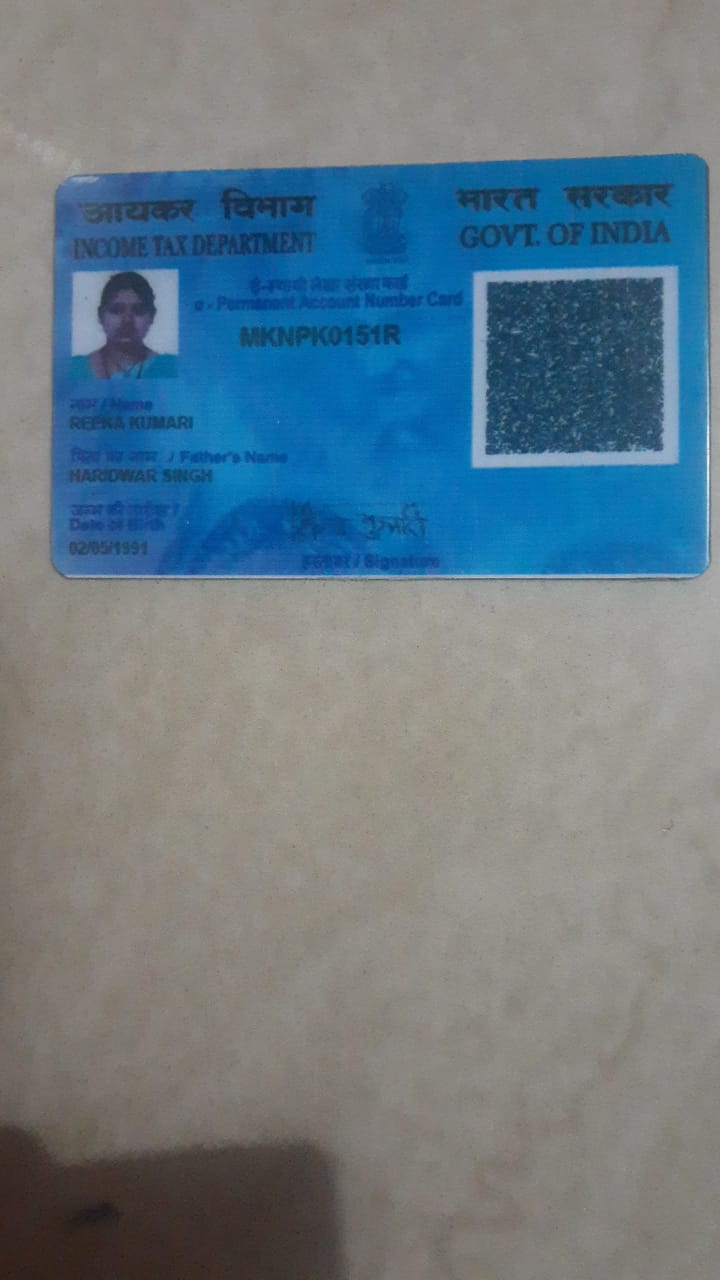 आयकर विभाग
INCOME TAX DEPARTMENT
भारत सरकार
GOVT. OF INDIA
ई-स्थायी लेखा संख्या कार्ड
e - Permanent Account Number Card
MKNPK0151R
नाम / Name
REENA KUMARI
पिता का नाम / Father's Name
HARIDWAR SINGH
जन्म की तारीख /
Date of Birth
02/05/1991
कुमारी
हस्ताक्षर / Signature